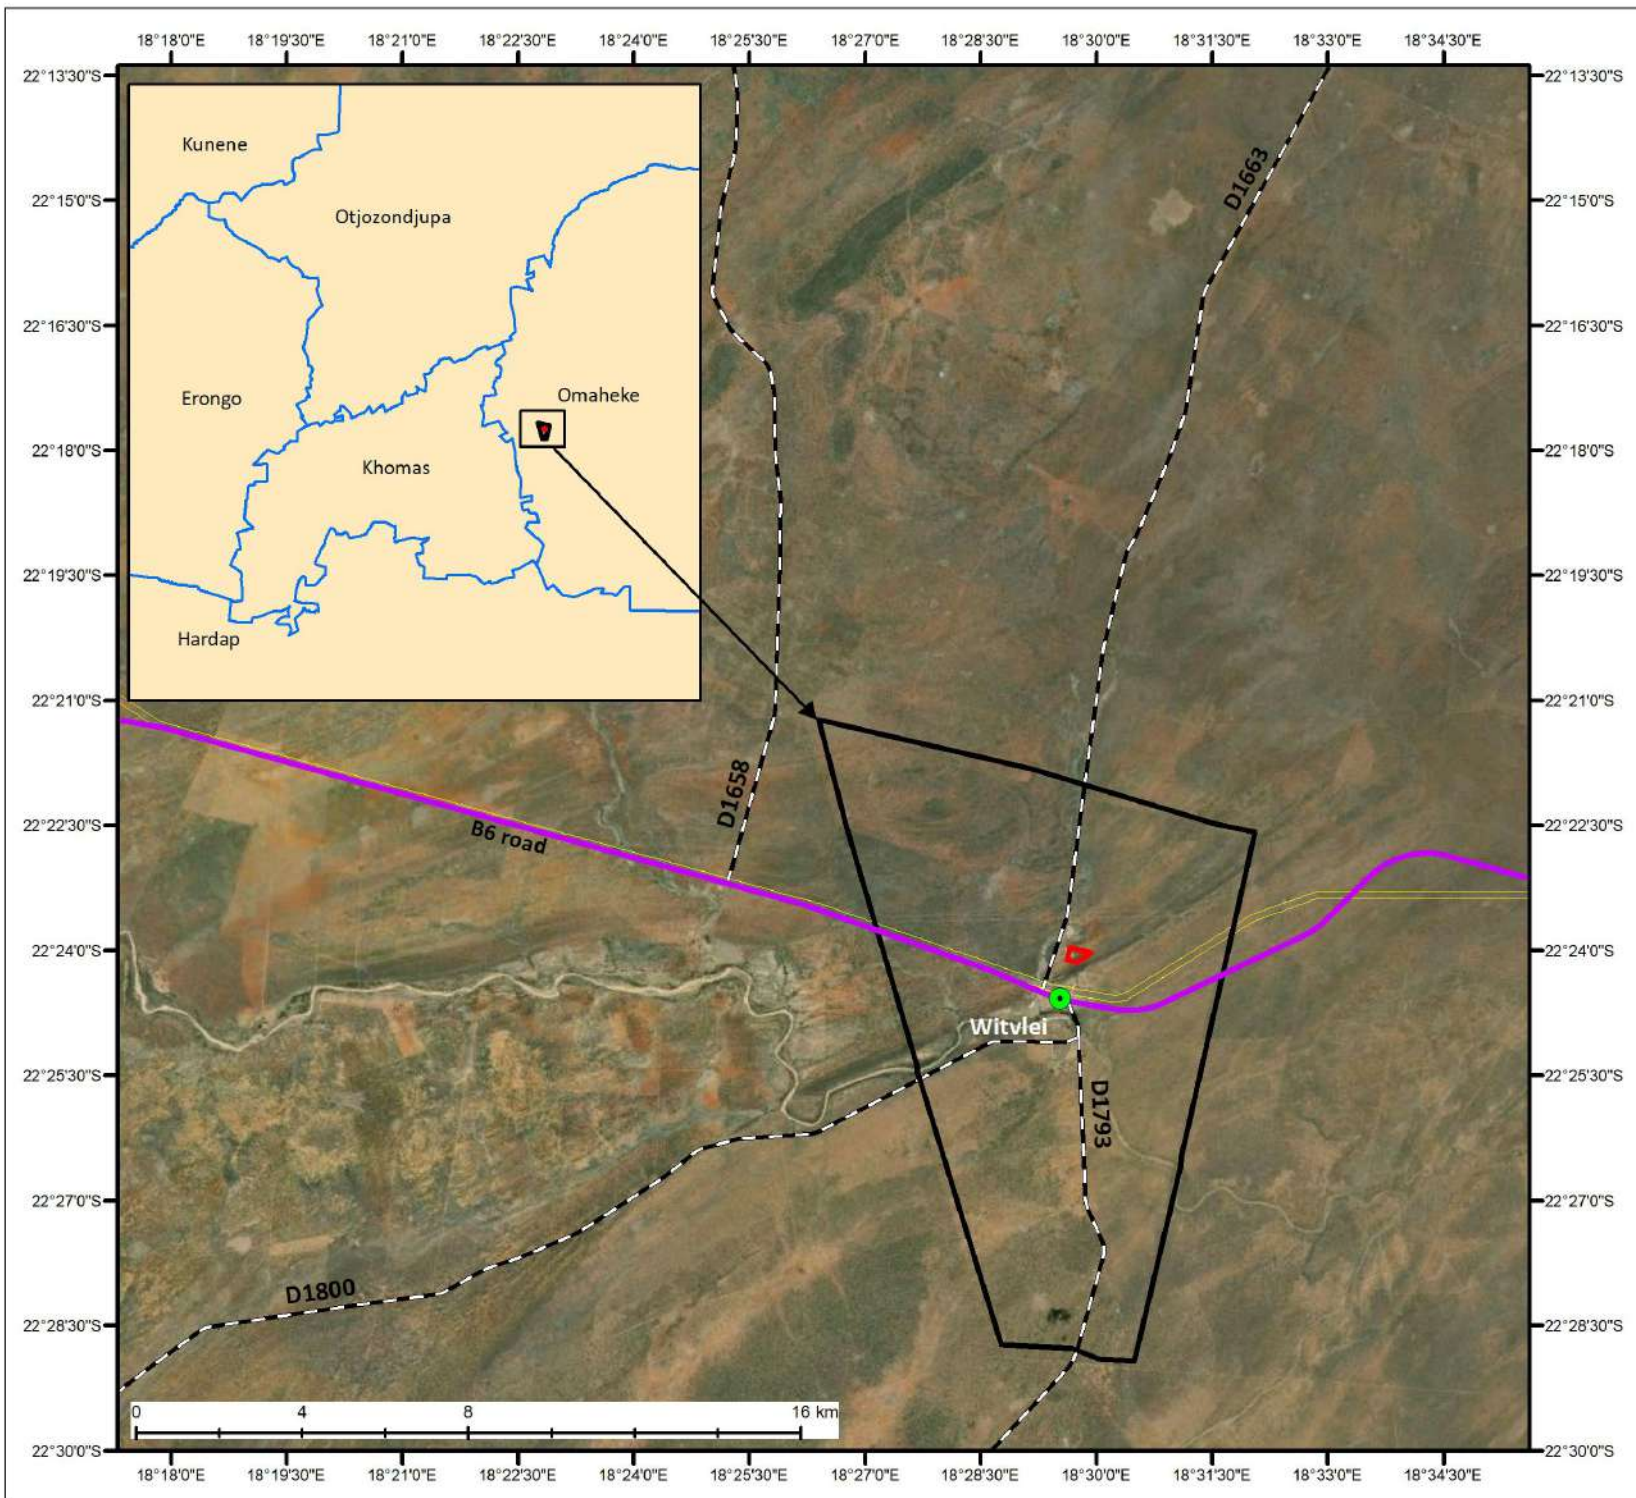 18°18'0"E 18°19'30"E 18°21'0"E 18°22'30"E 18°24'0"E 18°25'30"E 18°27'0"E 18°28'30"E 18°30'0"E 18°31'30"E 18°33'0"E 18°34'30"E
22°13'30"S 22°13'30"S
Kunene
D1663
22°15'0"S 22°15'0"S
Otjozondjupa
22°16'30"S 22°16'30"S
Erongo Omaheke
22°18'0"S 22°18'0"S
Khomas
22°19'30"S 22°19'30"S
Hardap
22°21'0"S 22°21'0"S
D1658
22°22'30"S 22°22'30"S
B6 road
22°24'0"S 22°24'0"S
Witvlei
22°25'30"S 22°25'30"S
D1793
22°27'0"S 22°27'0"S
D1800
22°28'30"S 22°28'30"S
0 4 8 16 km
22°30'0"S 22°30'0"S
18°18'0"E 18°19'30"E 18°21'0"E 18°22'30"E 18°24'0"E 18°25'30"E 18°27'0"E 18°28'30"E 18°30'0"E 18°31'30"E 18°33'0"E 18°34'30"E